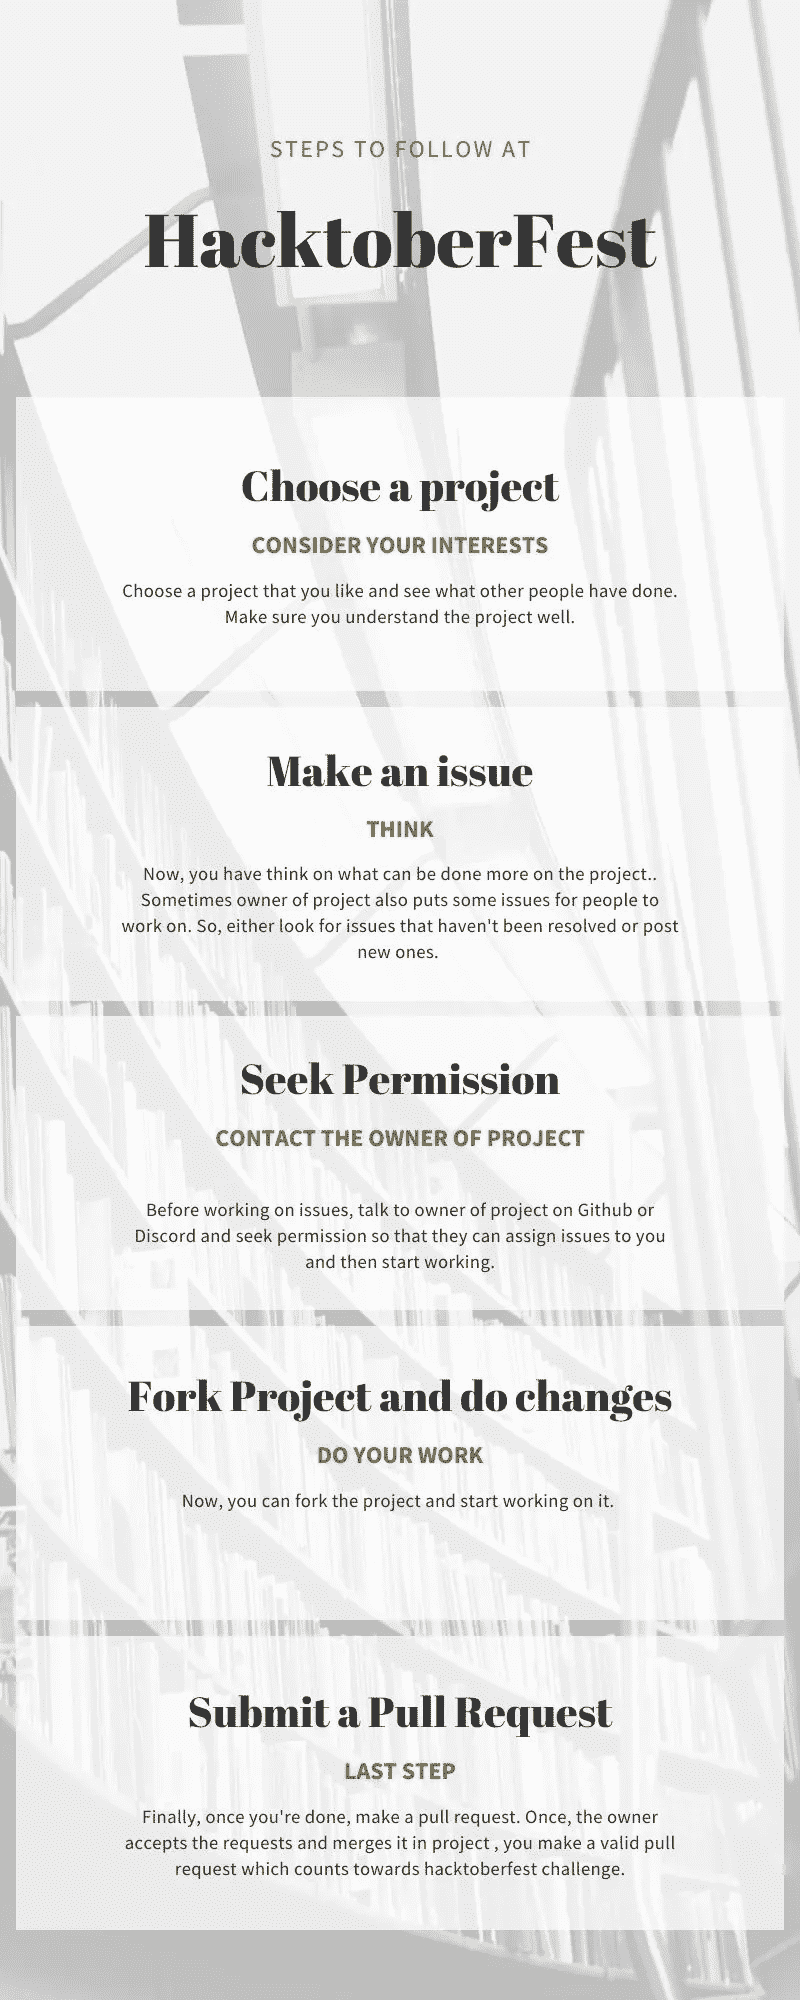 STEPS TO FOLLOW AT
HacktoberFest
Choose a project
CONSIDER YOUR INTERESTS
Choose a project that you like and see what other people have done.
Make sure you understand the project well.
Make an issue
THINK
Now, you have think on what can be done more on the project..
Sometimes owner of project also puts some issues for people to
work on. So, either look for issues that haven't been resolved or post
new ones.
Seek Permission
CONTACT THE OWNER OF PROJECT
Before working on issues, talk to owner of project on Github or
Discord and seek permission so that they can assign issues to you
and then start working.
Fork Project and do changes
DO YOUR WORK
Now, you can fork the project and start working on it.
Submit a Pull Request
LAST STEP
Finally, once you're done, make a pull request. Once, the owner
accepts the requests and merges it in project , you make a valid pull
request which counts towards hacktoberfest challenge.